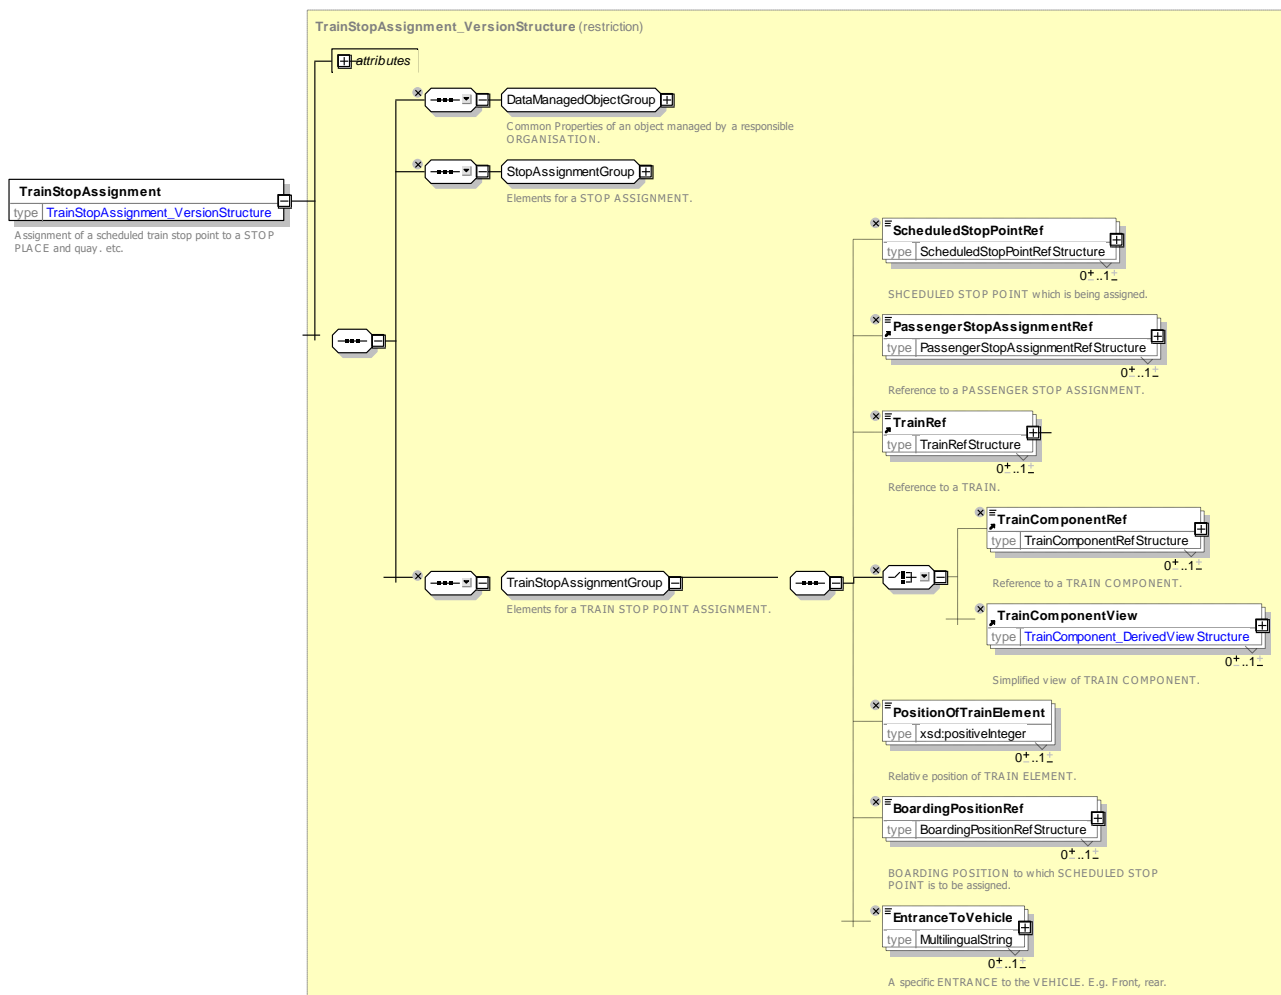 TrainStopAssignment_VersionStructure (restriction)
attributes
DataManagedObjectGroup
Common Properties of an object managed by a responsible
ORGANISATION.
StopAssignmentGroup
Elements for a STOP ASSIGNMENT.
TrainStopAssignment
type TrainStopAssignment_VersionStructure
Assignment of a scheduled train stop point to a STOP
PLACE and quay. etc.
ScheduledStopPointRef
type ScheduledStopPointRefStructure
0..1
SHCEDULED STOP POINT which is being assigned.
PassengerStopAssignmentRef
type PassengerStopAssignmentRefStructure
0..1
Reference to a PASSENGER STOP ASSIGNMENT.
TrainRef
type TrainRefStructure
0..1
Reference to a TRAIN.
TrainComponentRef
type TrainComponentRefStructure
0..1
Reference to a TRAIN COMPONENT.
TrainStopAssignmentGroup
Elements for a TRAIN STOP POINT ASSIGNMENT.
TrainComponentView
type TrainComponent_DerivedViewStructure
0..1
Simplified view of TRAIN COMPONENT.
PositionOfTrainElement
type xsd:positiveInteger
0..1
Relative position of TRAIN ELEMENT.
BoardingPositionRef
type BoardingPositionRefStructure
0..1
BOARDING POSITION to which SCHEDULED STOP
POINT is to be assigned.
EntranceToVehicle
type MultilingualString
0..1
A specific ENTRANCE to the VEHICLE. E.g. Front, rear.